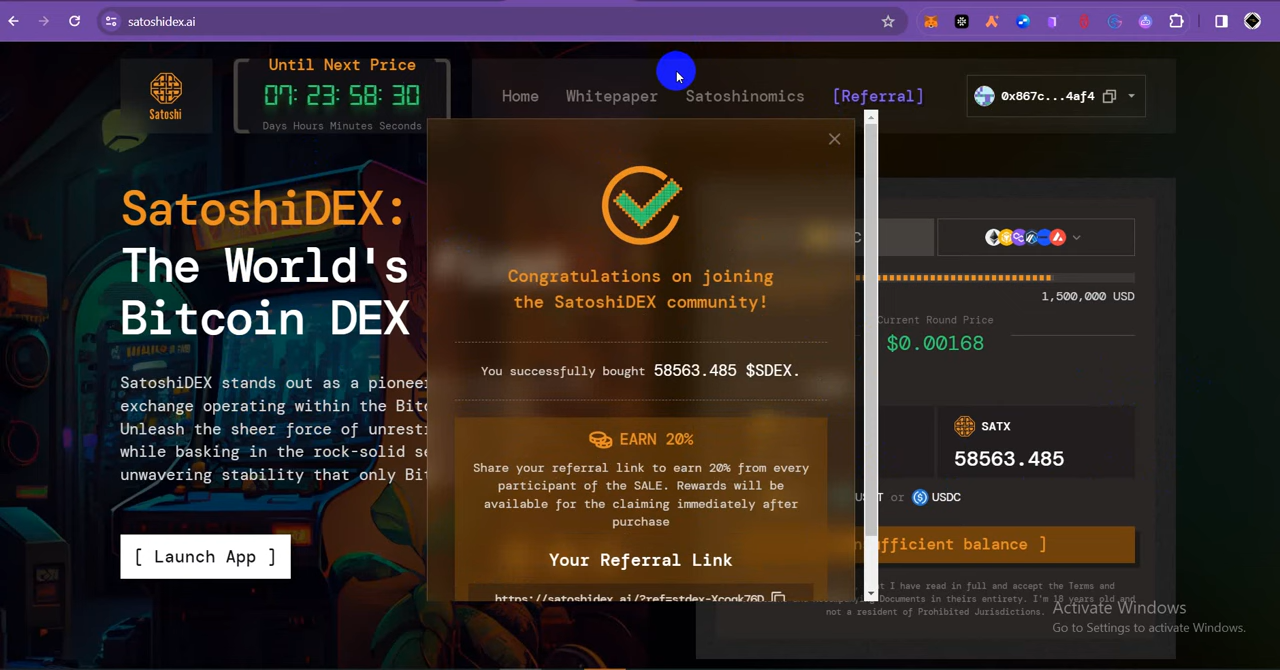 satoshidex.ai
Satoshi
Until Next Price
07: 23: 58: 30
Days Hours Minutes Seconds
Home Whitepaper Satoshinomics [Referral]
0x867c...4af4
SatoshiDEX:
The World's
Bitcoin DEX
SatoshiDEX stands out as a pioneer
exchange operating within the Bitc
Unleash the sheer force of unrestri
while basking in the rock-solid se
unwavering stability that only Bit
[ Launch App ]
Congratulations on joining
the SatoshiDEX community!
You successfully bought 58563.485 $SDEX.
EARN 20%
Share your referral link to earn 20% from every
participant of the SALE. Rewards will be
available for the claiming immediately after
purchase
Your Referral Link
1,500,000 USD
Current Round Price
$0.00168
SATX
58563.485
or USDC
sufficient balance ]
I have read in full and accept the Terms and
Documents in theirs entirety. I'm 18 years old and
not a resident of Prohibited Jurisdictions.
Activate Windows
Go to Settings to activate Windows.